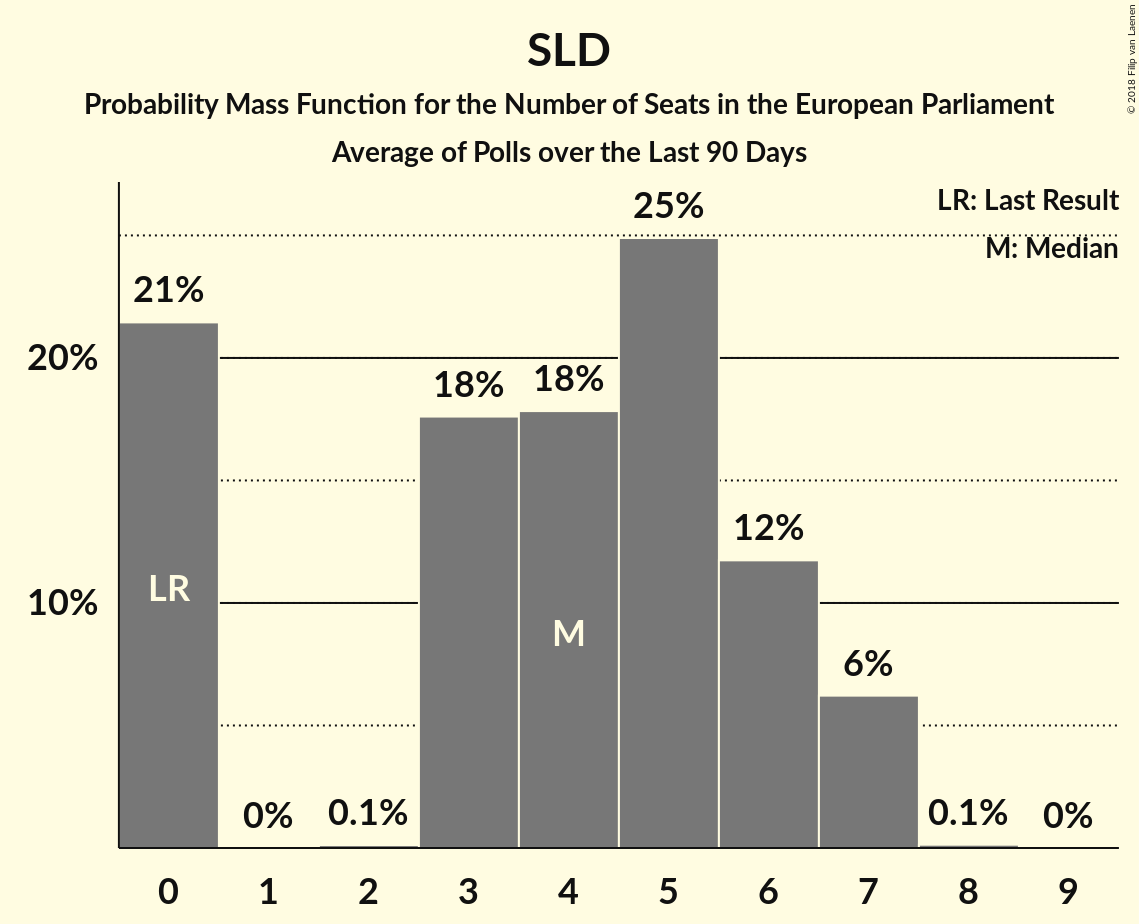 SLD
Probability Mass Function for the Number of Seats in the European Parliament
Average of Polls over the Last 90 Days
© 2018 Filip van Laenen
LR: Last Result
M: Median
25%
21%
20%
18%
18%
12%
10%
LR
M
6%
0%
0.1%
0.1%
0%
0 1 2 3 4 5 6 7 8 9